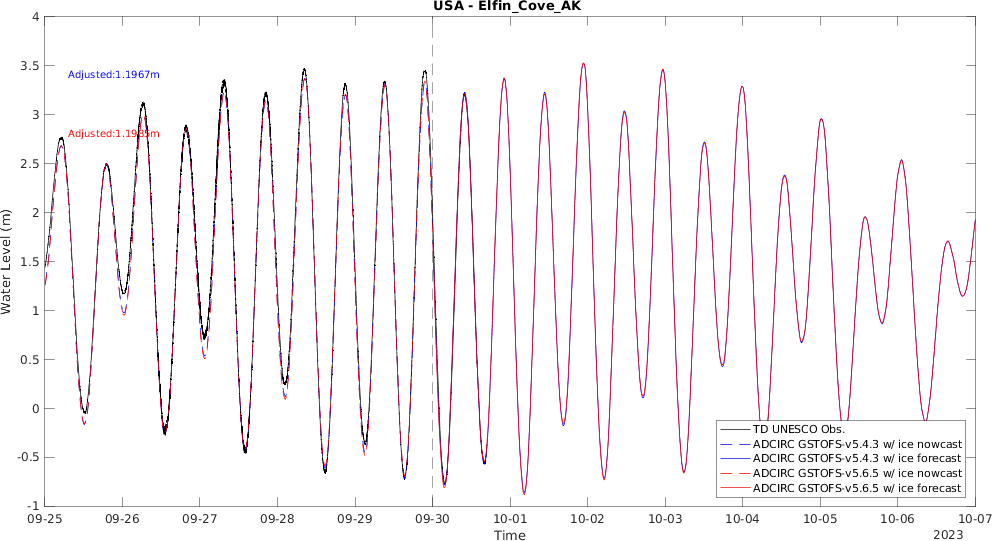 USA - Elfin_Cove_AK
4
3.5
3
2.5
2
1.5
1
0.5
0
-0.5
-1
Water Level (m)
Adjusted:1.1967m
Adjusted:1.1935m
TD UNESCO Obs.
ADCIRC GSTOFS-v5.4.3 w/ ice nowcast
ADCIRC GSTOFS-v5.4.3 w/ ice forecast
ADCIRC GSTOFS-v5.6.5 w/ ice nowcast
ADCIRC GSTOFS-v5.6.5 w/ ice forecast
09-25 09-26 09-27 09-28 09-29 09-30 10-01 10-02 10-03 10-04 10-05 10-06 10-07
Time
2023